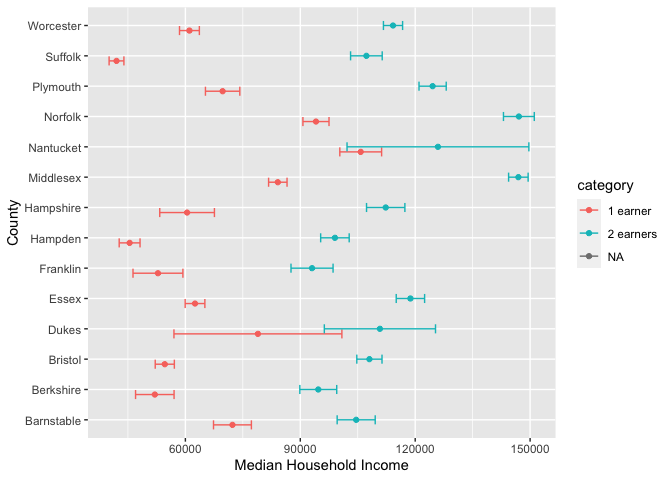 Worcester
Suffolk
Plymouth
Norfolk
Nantucket
Middlesex
Hampshire
Hampden
Franklin
Essex
Dukes
Bristol
Berkshire
Barnstable
County
60000 90000 120000 150000
Median Household Income
category
1 earner
2 earners
NA